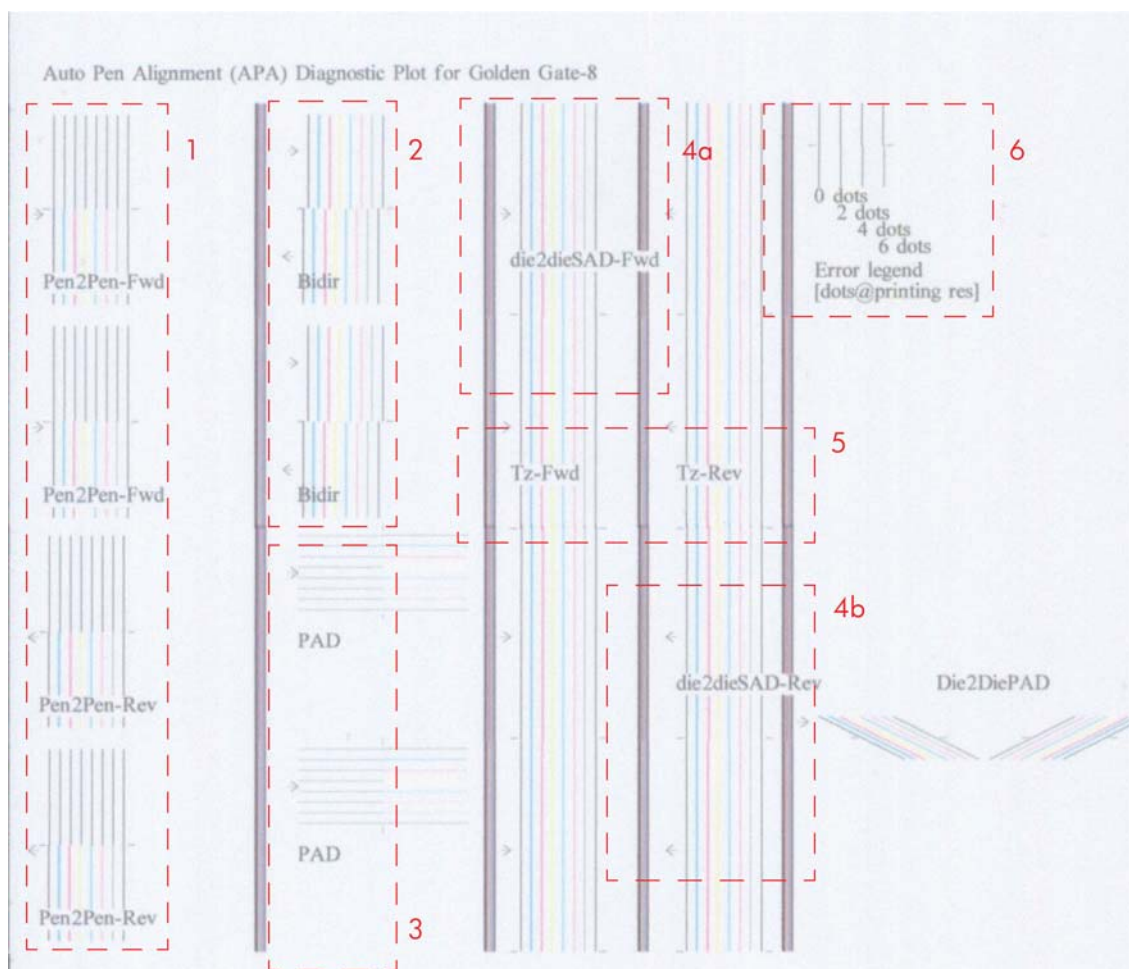 Auto Pen Alignment (APA) Diagnostic Plot for Golden Gate-8
1
2
4a
6
0 dots
2 dots
4 dots
6 dots
Error legend
[dots@printing res]
Pen2Pen-Fwd
Bidir
die2dieSAD-Fwd
Pen2Pen-Fwd
Bidir
Tz-Fwd
Tz-Rev
5
PAD
4b
Pen2Pen-Rev
die2dieSAD-Rev
Die2DiePAD
PAD
Pen2Pen-Rev
3